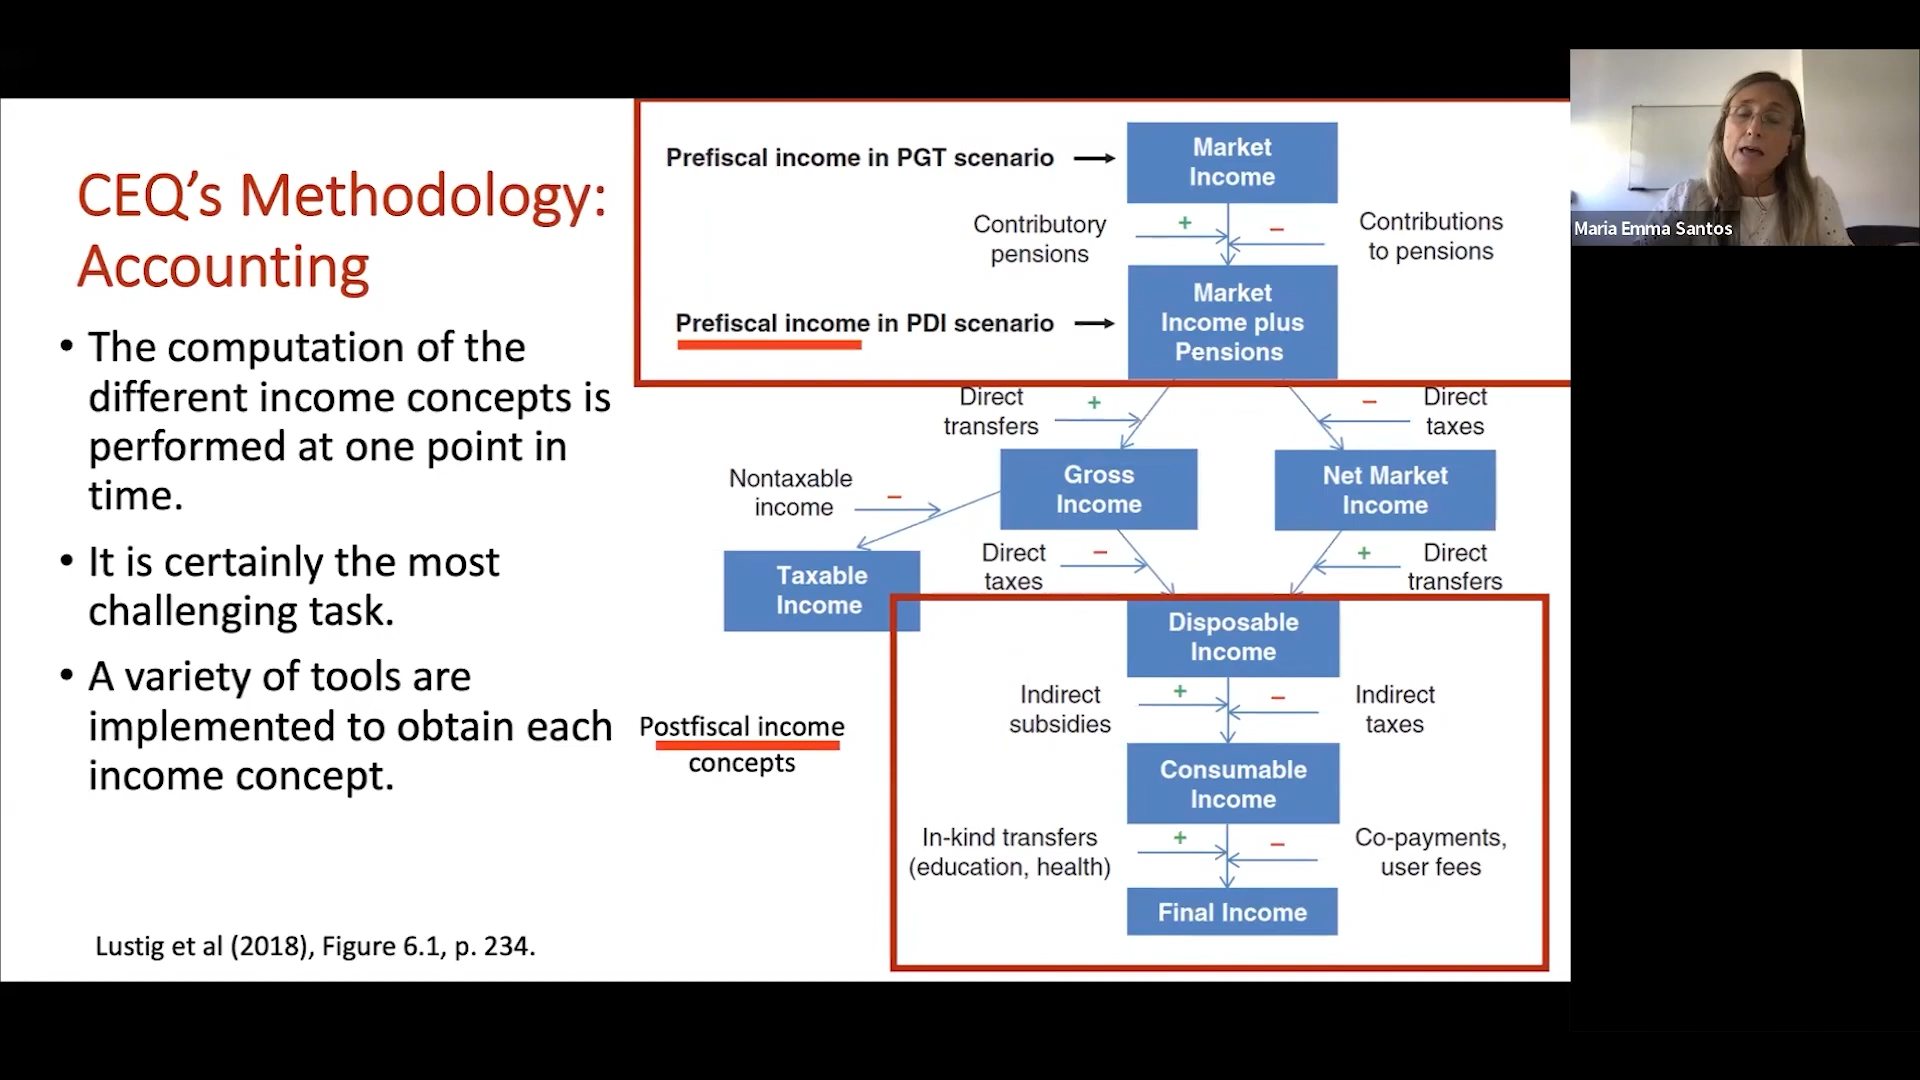 CEQ’s Methodology:
Accounting
• The computation of the
different income concepts is
performed at one point in
time.
• It is certainly the most
challenging task.
• A variety of tools are
implemented to obtain each
income concept.
Lustig et al (2018), Figure 6.1, p. 234.
Prefiscal income in PGT scenario
Market
Income
Contributory
pensions
+
−
Contributions
to pensions
Prefiscal income in PDI scenario
Market
Income plus
Pensions
Direct
transfers
+
−
Direct
taxes
Gross
Income
Net Market
Income
Nontaxable
income
−
Taxable
Income
Direct
taxes
−
+
Direct
transfers
Postfiscal income
concepts
Disposable
Income
Indirect
subsidies
+
−
Indirect
taxes
Consumable
Income
In-kind transfers
(education, health)
+
−
Co-payments,
user fees
Final Income
Maria Emma Santos